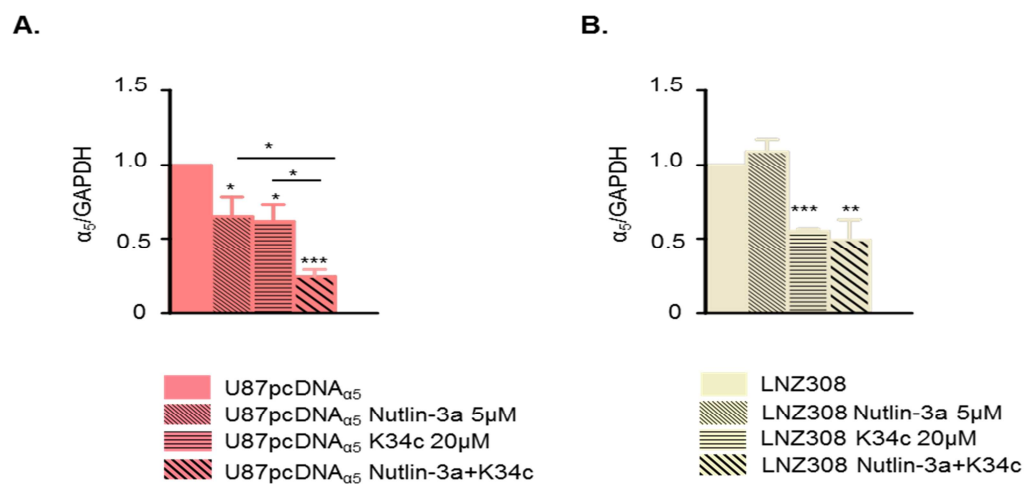 A.
α5/GAPDH
1.5
1.0
0.5
0
*
*
*
*
***
U87pcDNAα5
U87pcDNAα5 Nutlin-3a 5µM
U87pcDNAα5 K34c 20µM
U87pcDNAα5 Nutlin-3a+K34c
B.
α5/GAPDH
1.5
1.0
0.5
0
***
**
LNZ308
LNZ308 Nutlin-3a 5µM
LNZ308 K34c 20µM
LNZ308 Nutlin-3a+K34c